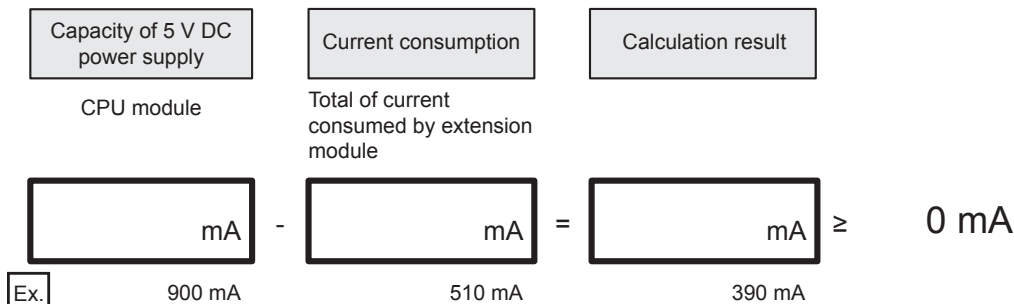 Capacity of 5 V DC
power supply
Current consumption
Calculation result
CPU module
Total of current
consumed by extension
module
mA - mA = mA ≥ 0 mA
Ex. 900 mA 510 mA 390 mA